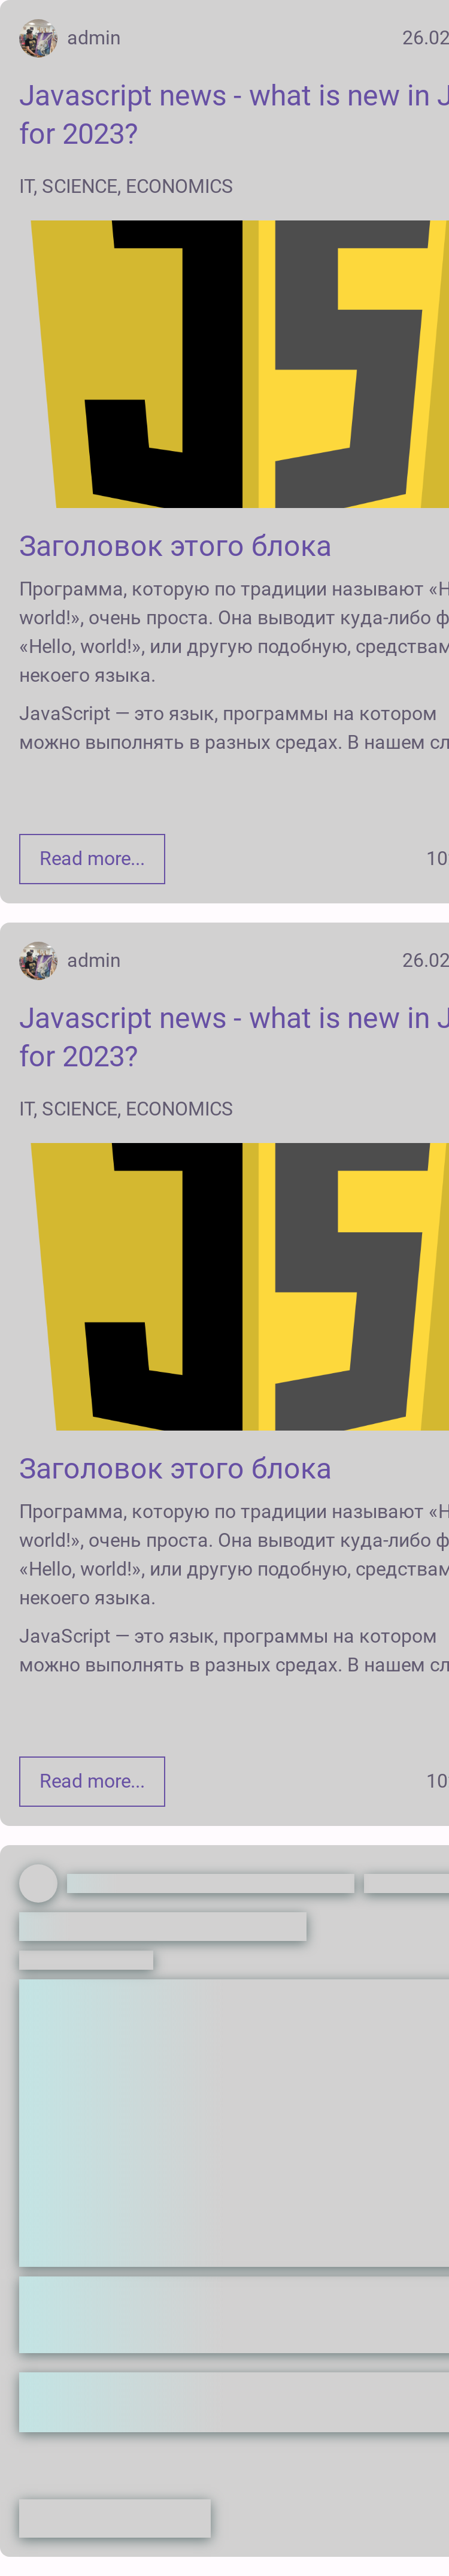 admin 26.02
Javascript news - what is new in J
for 2023?
IT, SCIENCE, ECONOMICS
JS
Заголовок этого блока
Программа, которую по традиции называют «H
world!», очень проста. Она выводит куда-либо ф
«Hello, world!», или другую подобную, средствам
некоего языка.
JavaScript — это язык, программы на котором
можно выполнять в разных средах. В нашем сл
Read more... 10
admin 26.02
Javascript news - what is new in J
for 2023?
IT, SCIENCE, ECONOMICS
JS
Заголовок этого блока
Программа, которую по традиции называют «H
world!», очень проста. Она выводит куда-либо ф
«Hello, world!», или другую подобную, средствам
некоего языка.
JavaScript — это язык, программы на котором
можно выполнять в разных средах. В нашем сл
Read more... 10